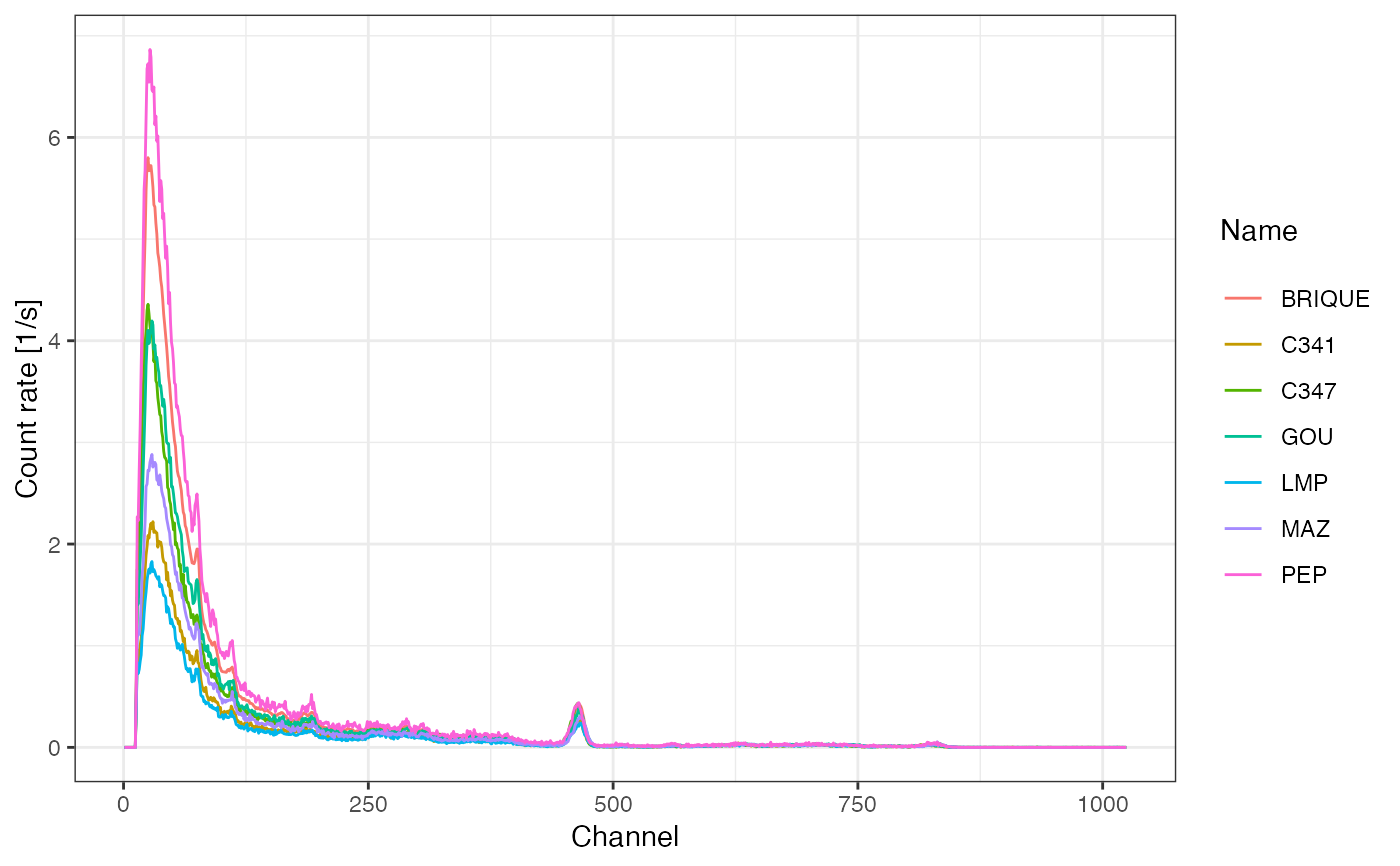 Count rate [1/s]
6
4
2
0
0 250 500 750 1000
Channel
Name
BRIQUE
C341
C347
GOU
LMP
MAZ
PEP